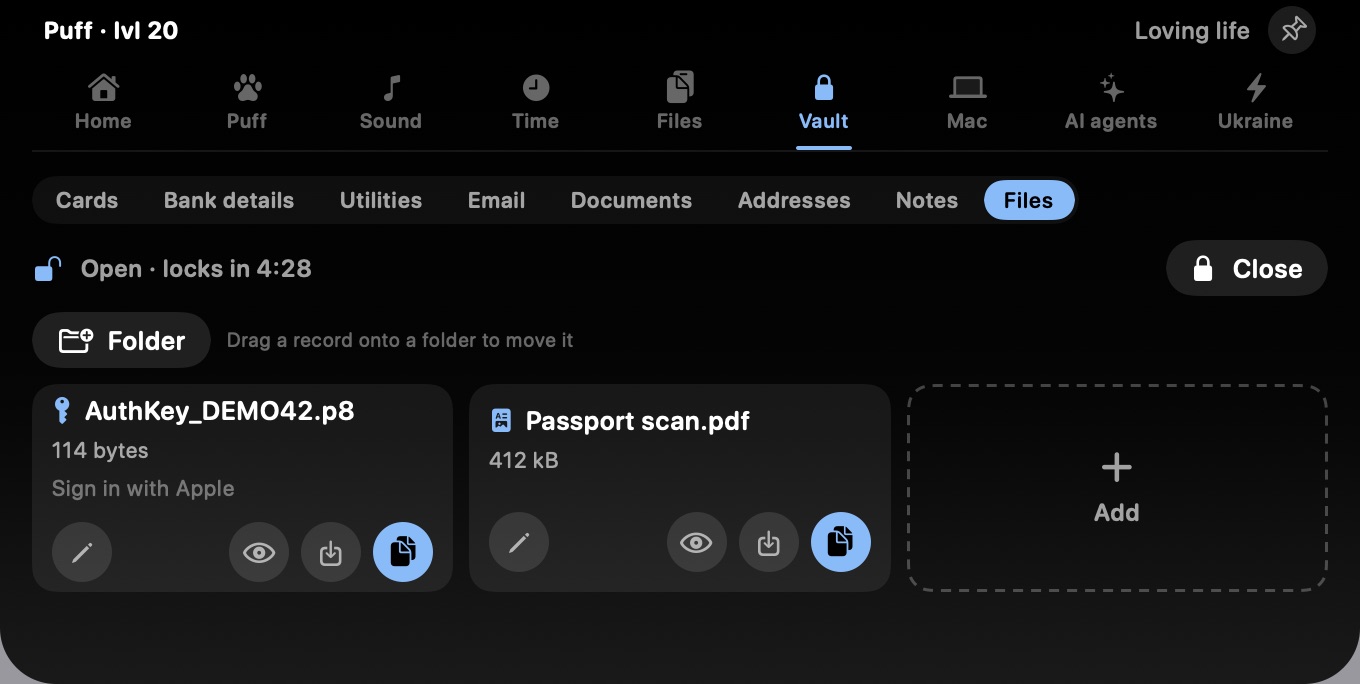 Puff · lvl 20
Loving life
Home
Puff
Sound
Time
Files
Vault
Mac
AI agents
Ukraine
Cards
Bank details
Utilities
Email
Documents
Addresses
Notes
Files
Open · locks in 4:28
Close
Folder
Drag a record onto a folder to move it
AuthKey_DEMO42.p8
114 bytes
Sign in with Apple
Passport scan.pdf
412 kB
Add